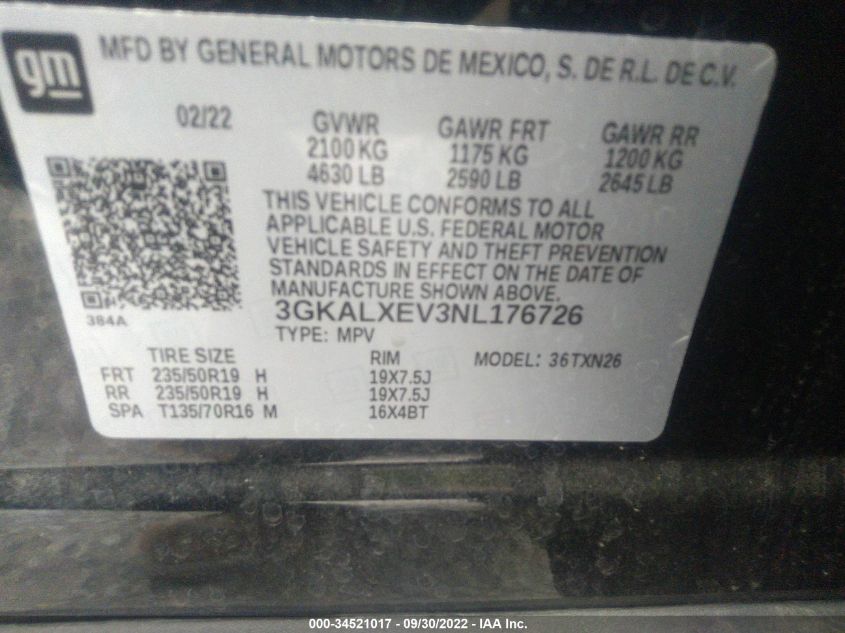 gm
MFD BY GENERAL MOTORS DE MEXICO, S. DE R.L. DE C.V.
02/22 GVWR GAWR FRT GAWR RR
2100 KG 1175 KG 1200 KG
4630 LB 2590 LB 2645 LB
THIS VEHICLE CONFORMS TO ALL
APPLICABLE U.S. FEDERAL MOTOR
VEHICLE SAFETY AND THEFT PREVENTION
STANDARDS IN EFFECT ON THE DATE OF
MANUFACTURE SHOWN ABOVE.
384A
3GKALXEV3NL176726
TYPE: MPV
TIRE SIZE RIM MODEL: 36TXN26
FRT 235/50R19 H 19X7.5J
RR 235/50R19 H 19X7.5J
SPA T135/70R16 M 16X4BT
000-34521017 - 09/30/2022 - IAA Inc.